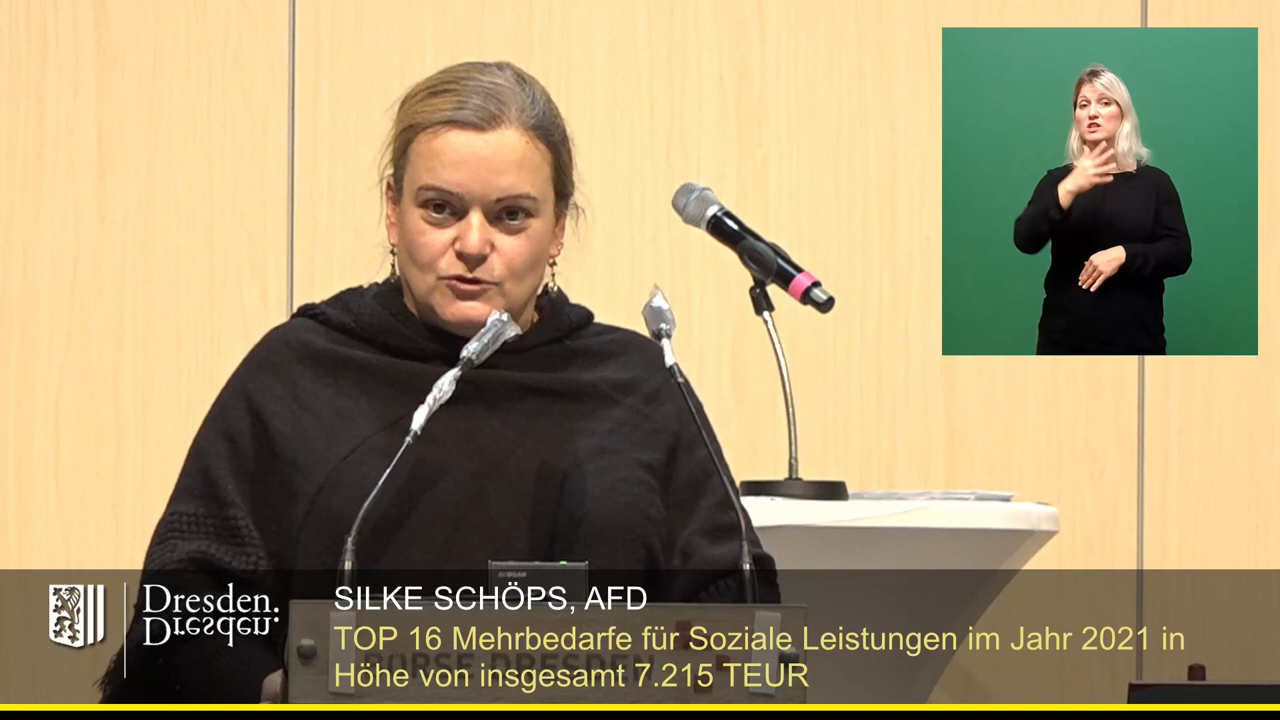 Dresden.
Dresden.
SILKE SCHÖPS, AFD
TOP 16 Mehrbedarfe für Soziale Leistungen im Jahr 2021 in
Höhe von insgesamt 7.215 TEUR